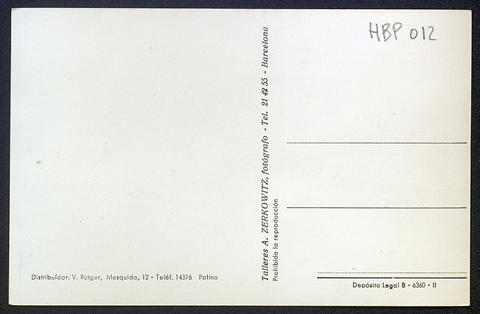 HBP 012
Talleres A. ZERKOWITZ, fotógrafo - Tel. 21 42 55 - Barcelona
Prohibida la reproducción
Distribuidor: V. Rotger, Mesquida, 12 - Teléf. 14376 Palma
Depósito Legal B - 6360 - II